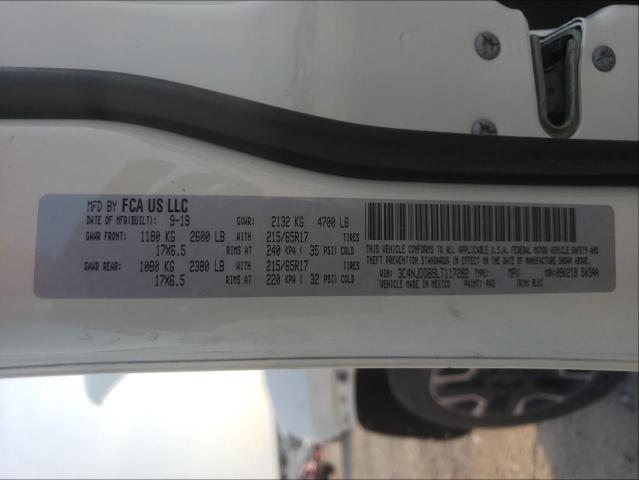 MFD BY FCA US LLC
DATE OF MFR(BUILT): 9-19 GVWR: 2132 KG 4700 LB
GAWR FRONT: 1180 KG 2600 LB WITH 215/65R17 TIRES
17X6.5 RIMS AT 240 KPA ( 35 PSI) COLD
GAWR REAR: 1080 KG 2380 LB WITH 215/65R17 TIRES
17X6.5 RIMS AT 220 KPA ( 32 PSI) COLD
THIS VEHICLE CONFORMS TO ALL APPLICABLE U.S.A. FEDERAL MOTOR VEHICLE SAFETY AND
THEFT PREVENTION STANDARDS IN EFFECT ON THE DATE OF MANUFACTURE SHOWN ABOVE.
VIN: 3C4NJDDB9LT117282 TYPE: MPV MDH: 090219 503AA
VEHICLE MADE IN MEXICO PAINT: PW3 TRIM: